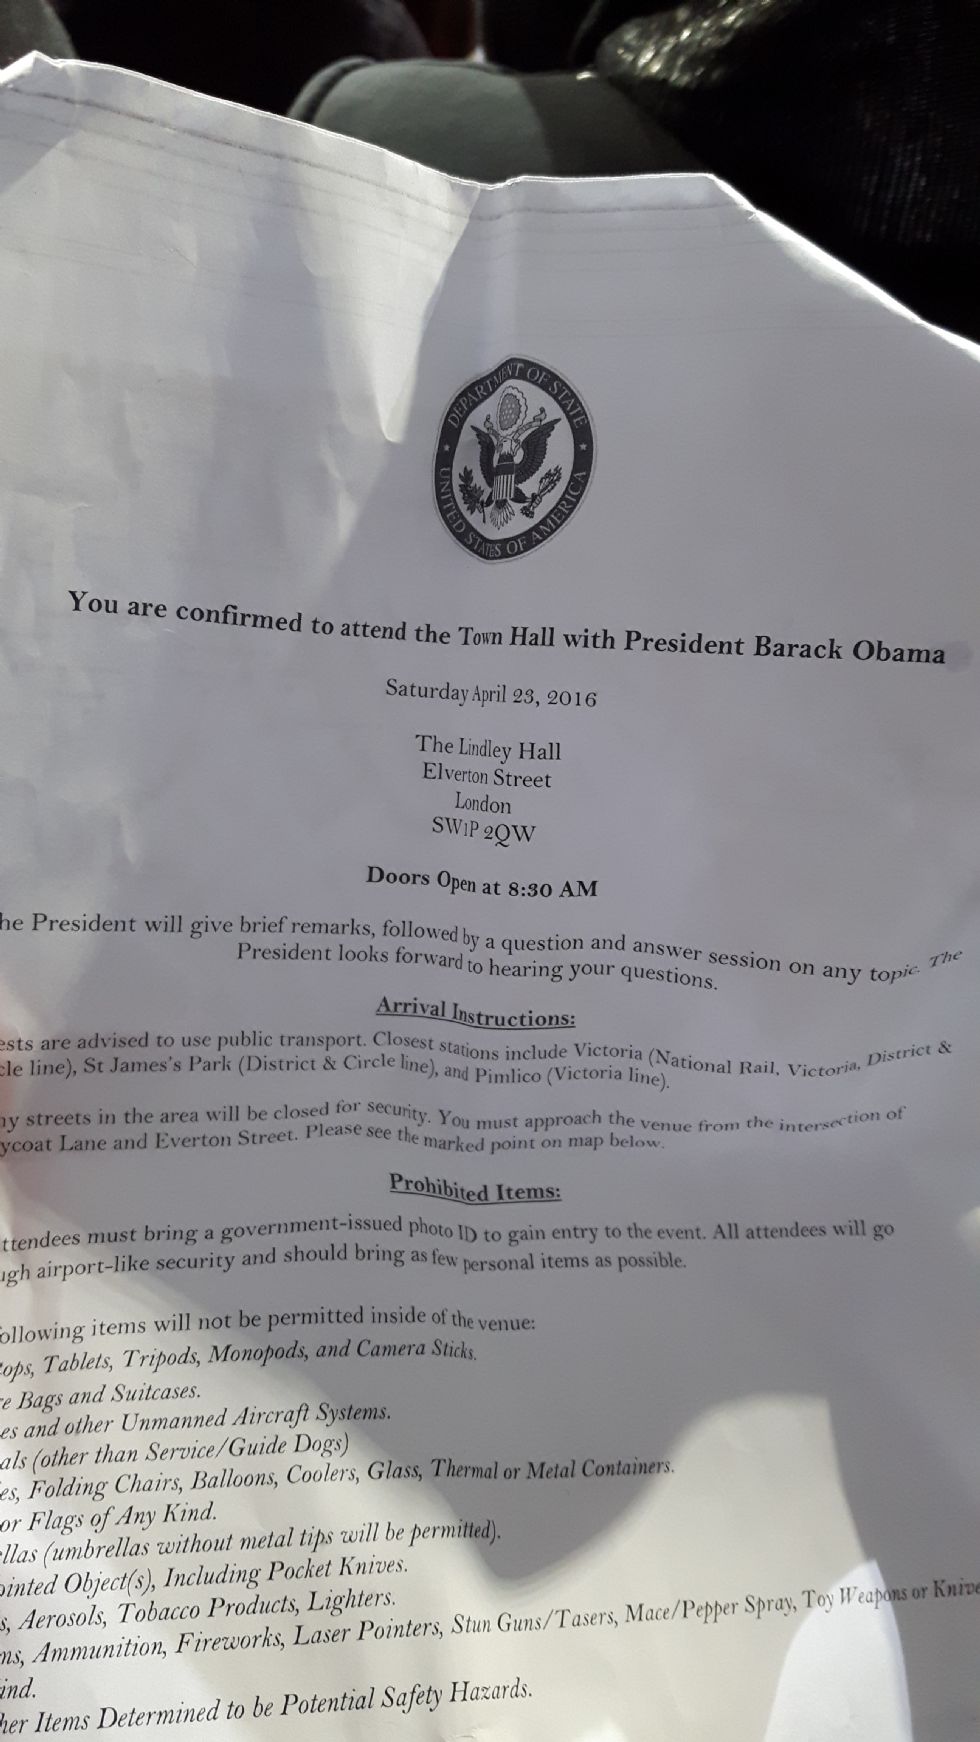 DEPARTMENT OF STATE
UNITED STATES OF AMERICA
You are confirmed to attend the Town Hall with President Barack Obama
Saturday April 23, 2016
The Lindley Hall
Elverton Street
London
SW1P 2QW
Doors Open at 8:30 AM
he President will give brief remarks, followed by a question and answer session on any topic. The
President looks forward to hearing your questions.
Arrival Instructions:
ests are advised to use public transport. Closest stations include Victoria (National Rail, Victoria, District &
cle line), St James's Park (District & Circle line), and Pimlico (Victoria line).
ny streets in the area will be closed for security. You must approach the venue from the intersection of
ycoat Lane and Everton Street. Please see the marked point on map below.
Prohibited Items:
ttendees must bring a government-issued photo ID to gain entry to the event. All attendees will go
ugh airport-like security and should bring as few personal items as possible.
ollowing items will not be permitted inside of the venue:
tops, Tablets, Tripods, Monopods, and Camera Sticks.
e Bags and Suitcases.
es and other Unmanned Aircraft Systems.
als (other than Service/Guide Dogs)
es, Folding Chairs, Balloons, Coolers, Glass, Thermal or Metal Containers.
or Flags of Any Kind.
llas (umbrellas without metal tips will be permitted).
ointed Object(s), Including Pocket Knives.
s, Aerosols, Tobacco Products, Lighters.
ns, Ammunition, Fireworks, Laser Pointers, Stun Guns/Tasers, Mace/Pepper Spray, Toy Weapons or Knive
ind.
her Items Determined to be Potential Safety Hazards.